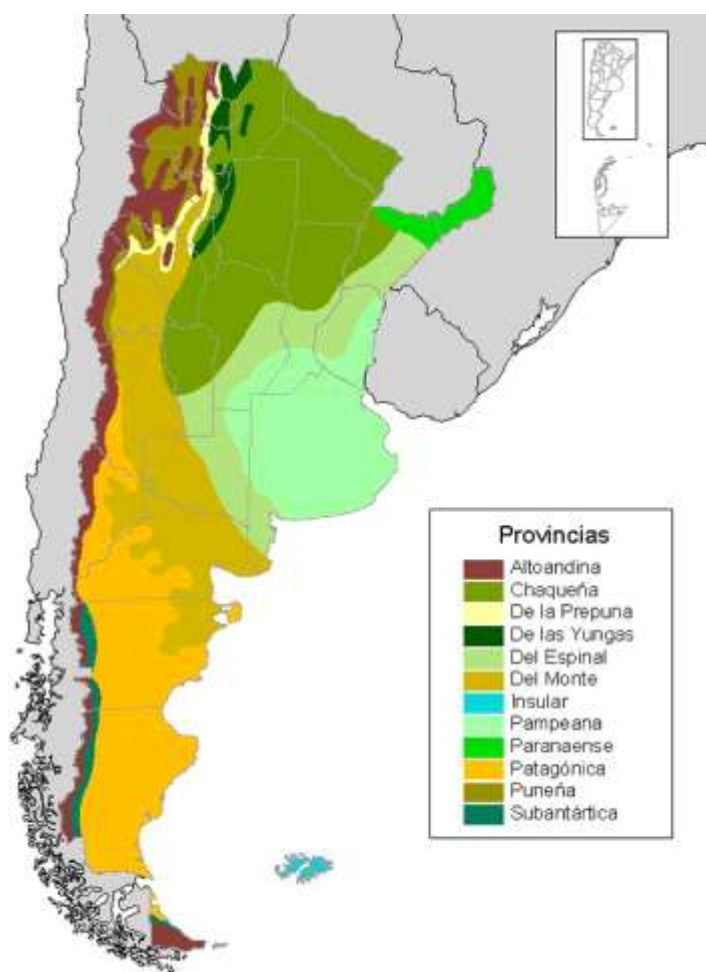 Provincias
Altoandina
Chaqueña
De la Prepuna
De las Yungas
Del Espinal
Del Monte
Insular
Pampeana
Paranaense
Patagónica
Puneña
Subantártica